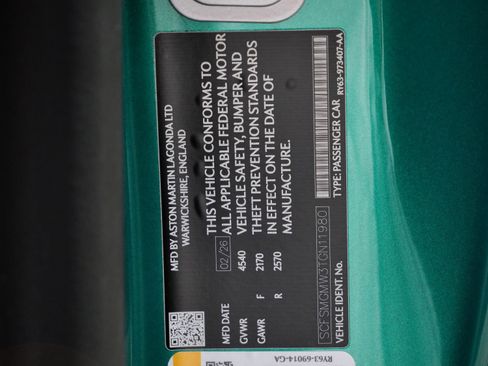 MFD BY ASTON MARTIN LAGONDA LTD
WARWICKSHIRE, ENGLAND
THIS VEHICLE CONFORMS TO
ALL APPLICABLE FEDERAL MOTOR
VEHICLE SAFETY, BUMPER AND
THEFT PREVENTION STANDARDS
IN EFFECT ON THE DATE OF
MANUFACTURE.
MFD DATE 02/26
GVWR 4540
GAWR F 2170
R 2570
SCFSMGMW3TGN11980
VEHICLE IDENT. No. TYPE: PASSENGER CAR RY63-973407-AA
RY63-69014-GA